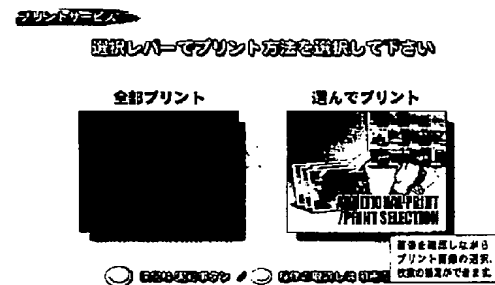 プリントサービス
選択レバーでプリント方法を選択して下さい
全部プリント
選んでプリント
ADDITIONAL PRINT
/PRINT SELECTION
画像を確認しながら
プリント画像の選択、
枚数の指定ができます